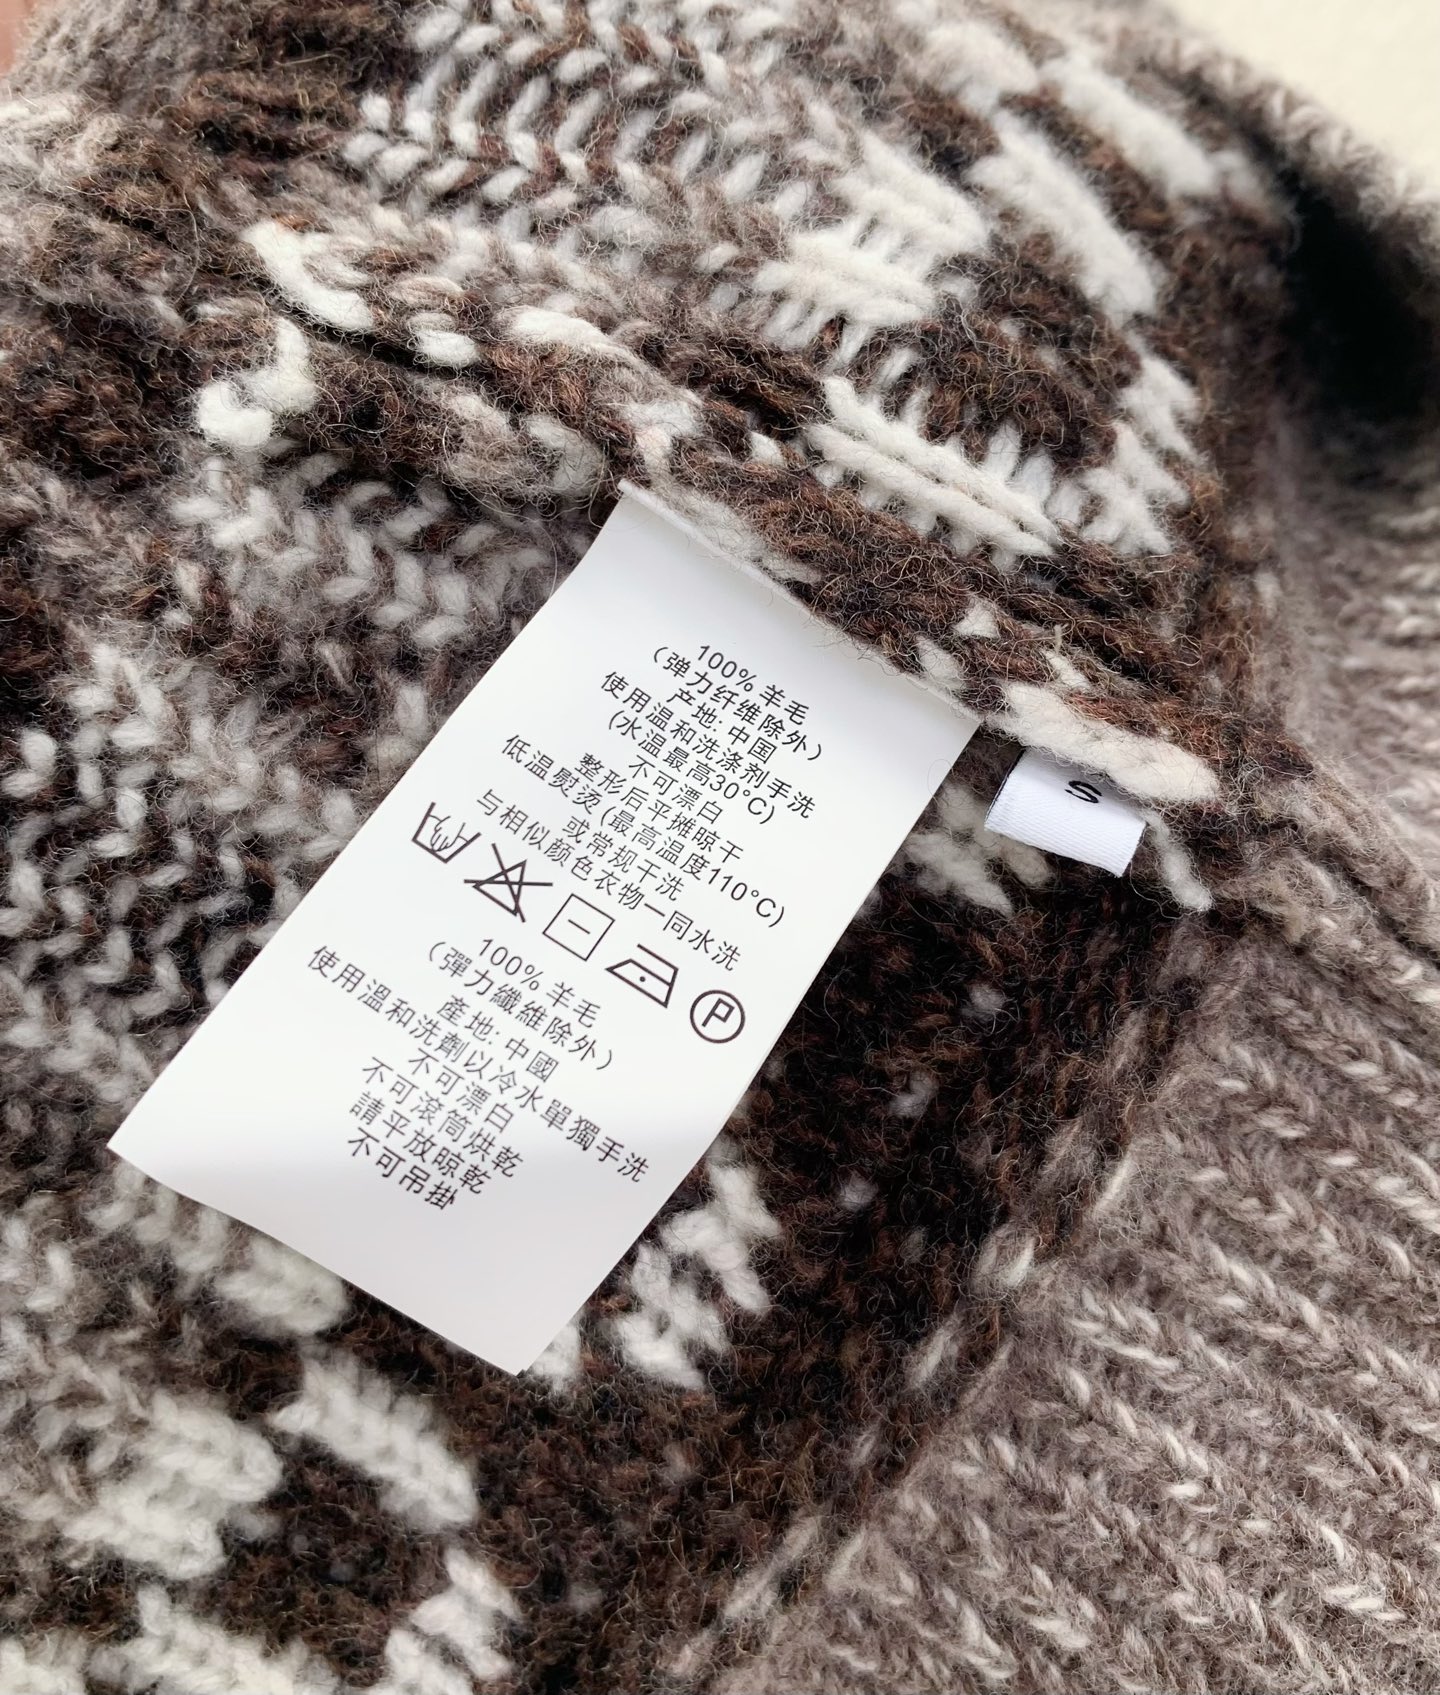 100% 羊毛
（弹力纤维除外）
产地: 中国
使用温和洗涤剂手洗
(水温最高30°C)
不可漂白
整形后平摊晾干
低温熨烫(最高温度110°C)
或常规干洗
与相似颜色衣物一同水洗
P
100% 羊毛
（彈力纖維除外）
產地: 中國
使用溫和洗劑以冷水單獨手洗
不可漂白
不可滾筒烘乾
請平放晾乾
不可吊掛
S